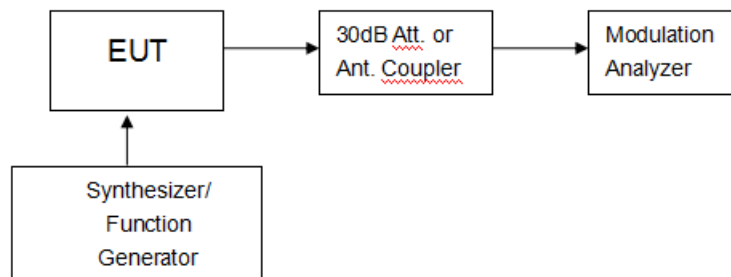 EUT
30dB Att. or
Ant. Coupler
Modulation
Analyzer
Synthesizer/
Function
Generator